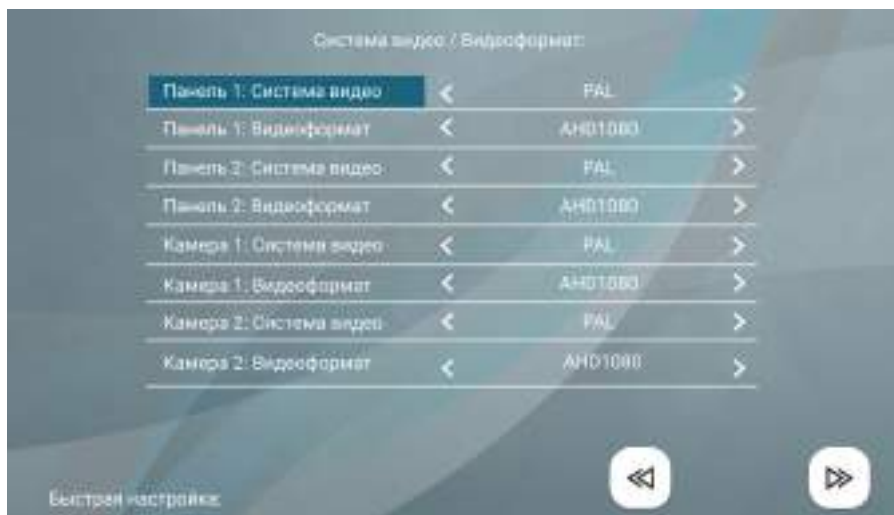 Система видео / Видеоформат:
Панель 1: Система видео PAL
Панель 1: Видеоформат AHD1080
Панель 2: Система видео PAL
Панель 2: Видеоформат AHD1080
Камера 1: Система видео PAL
Камера 1: Видеоформат AHD1080
Камера 2: Система видео PAL
Камера 2: Видеоформат AHD1080
Быстрая настройка: